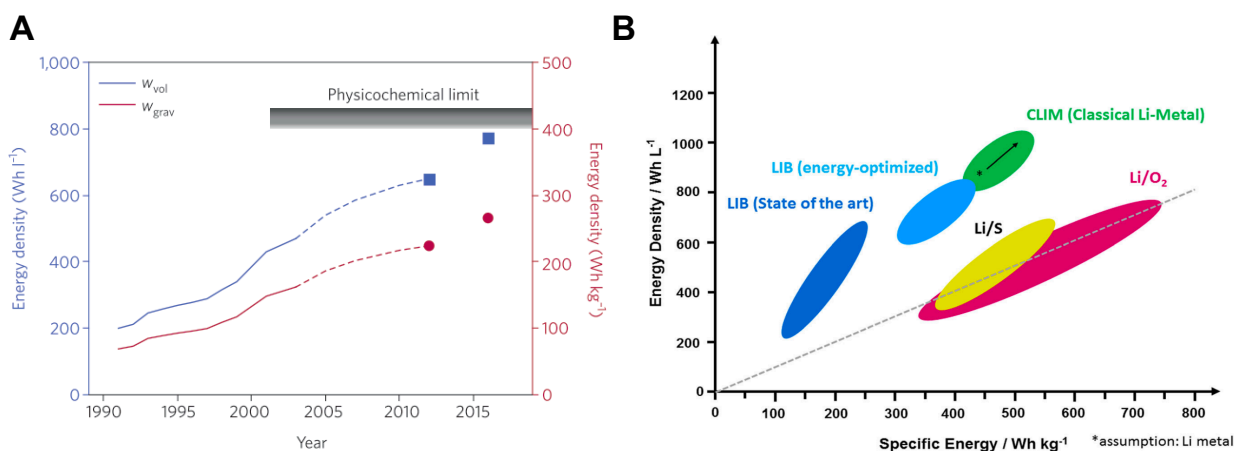 A
1,000
800
600
400
200
0
Energy density (Wh l⁻¹)
w_vol
w_grav
Physicochemical limit
500
400
300
200
100
0
Energy density (Wh kg⁻¹)
1990
1995
2000
2005
2010
2015
Year
B
1200
1000
800
600
400
200
0
Energy Density / Wh L⁻¹
CLIM (Classical Li-Metal)
*
LIB (energy-optimized)
Li/O₂
LIB (State of the art)
Li/S
0
100
200
300
400
500
600
700
800
Specific Energy / Wh kg⁻¹
*assumption: Li metal